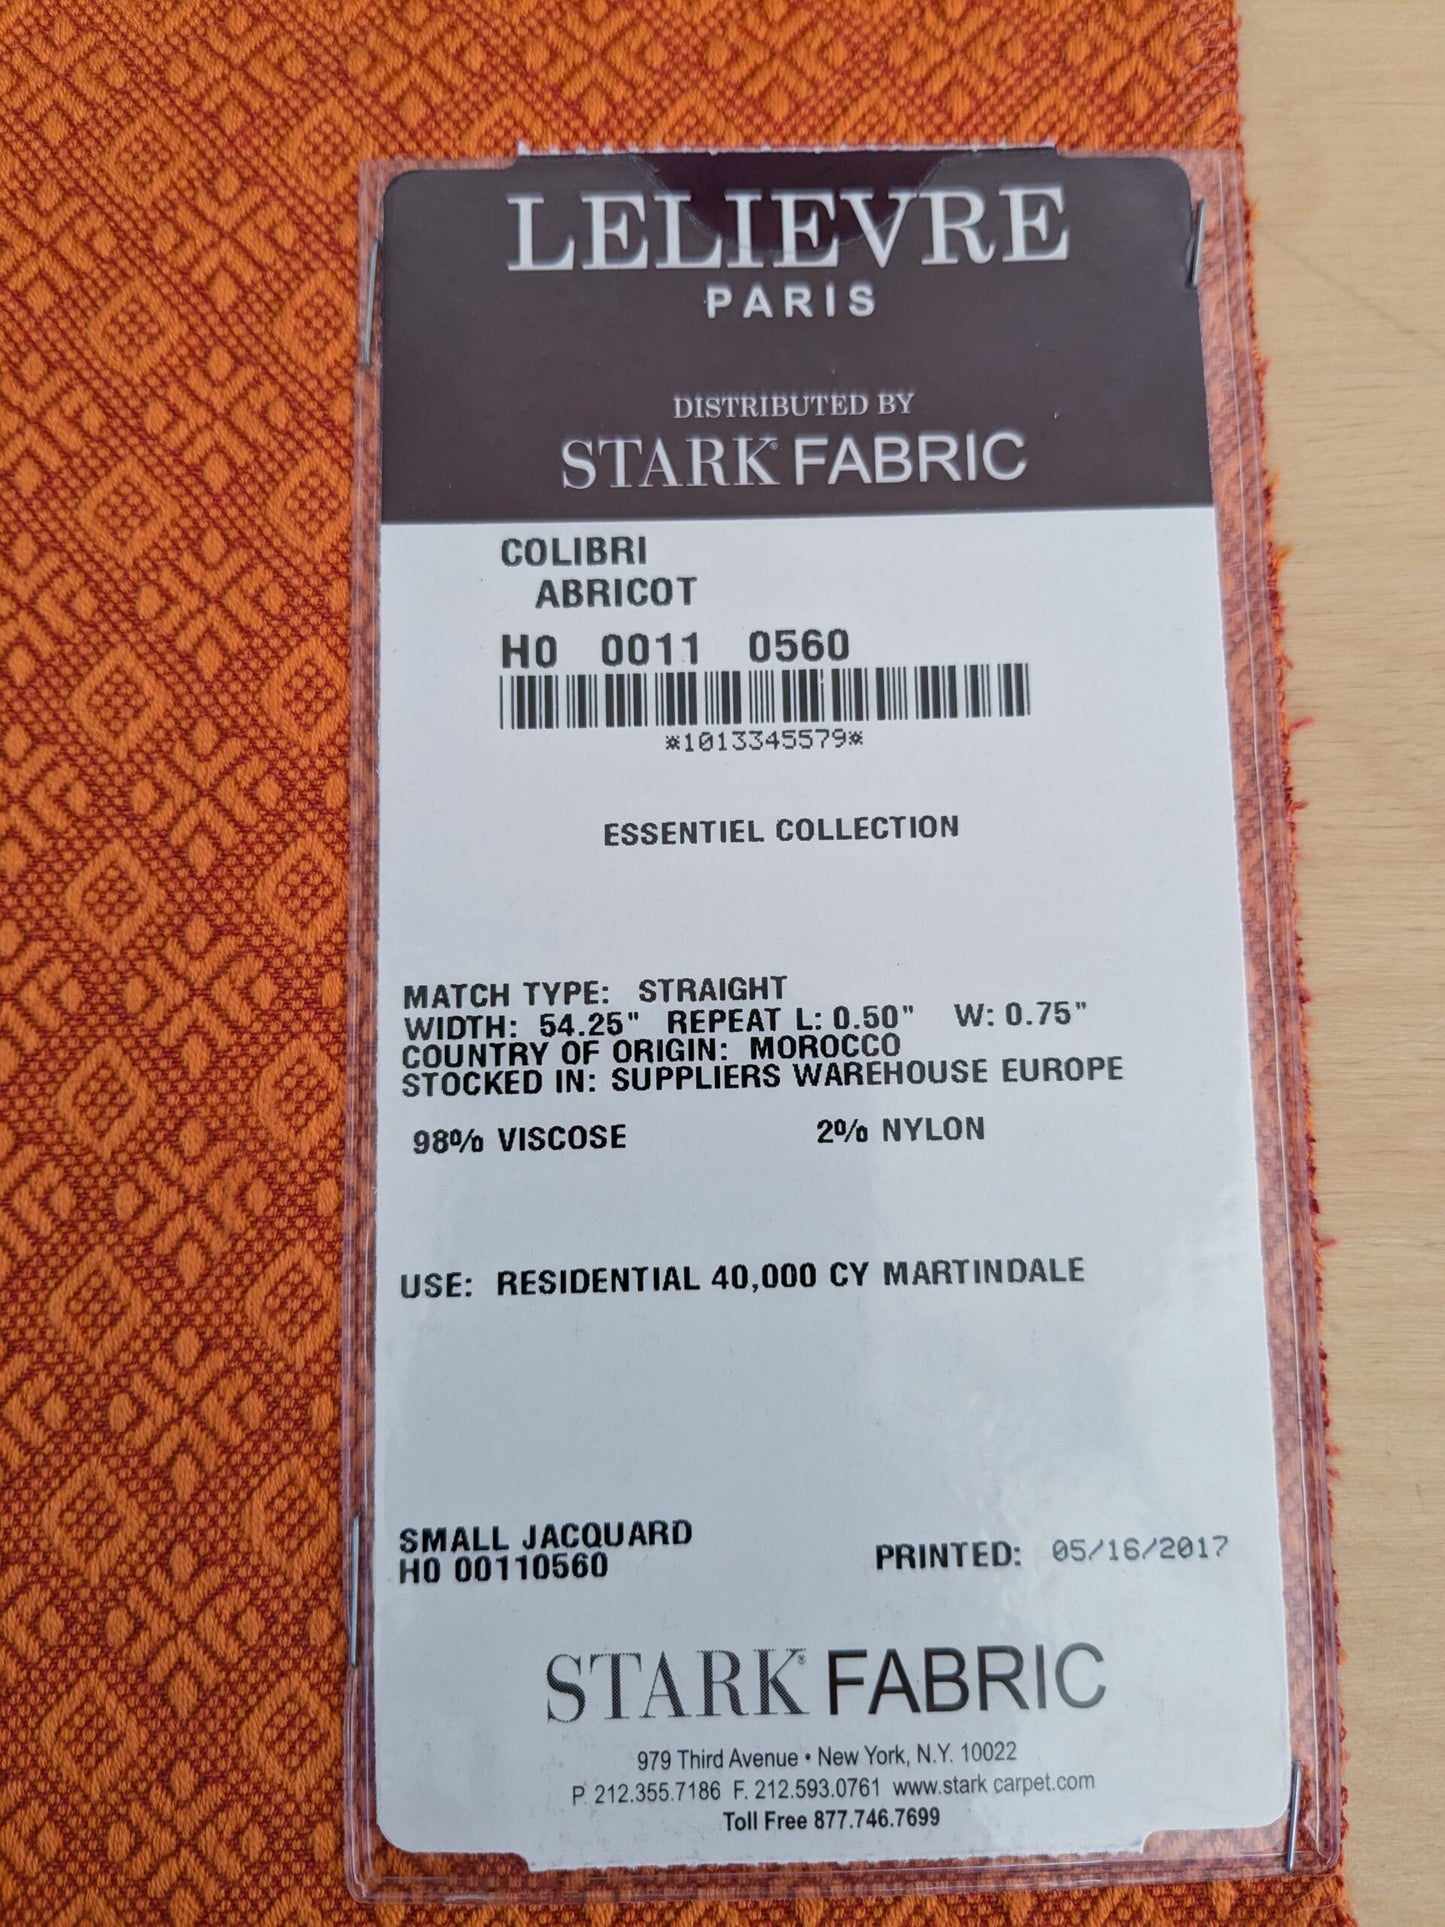 LELIEVRE
PARIS
DISTRIBUTED BY
STARK® FABRIC
COLIBRI
ABRICOT
H0 0011 0560
*1013345579*
ESSENTIEL COLLECTION
MATCH TYPE: STRAIGHT
WIDTH: 54.25" REPEAT L: 0.50" W: 0.75"
COUNTRY OF ORIGIN: MOROCCO
STOCKED IN: SUPPLIERS WAREHOUSE EUROPE
98% VISCOSE 2% NYLON
USE: RESIDENTIAL 40,000 CY MARTINDALE
SMALL JACQUARD
H0 00110560 PRINTED: 05/16/2017
STARK® FABRIC
979 Third Avenue • New York, N.Y. 10022
P. 212.355.7186 F. 212.593.0761 www.stark carpet.com
Toll Free 877.746.7699